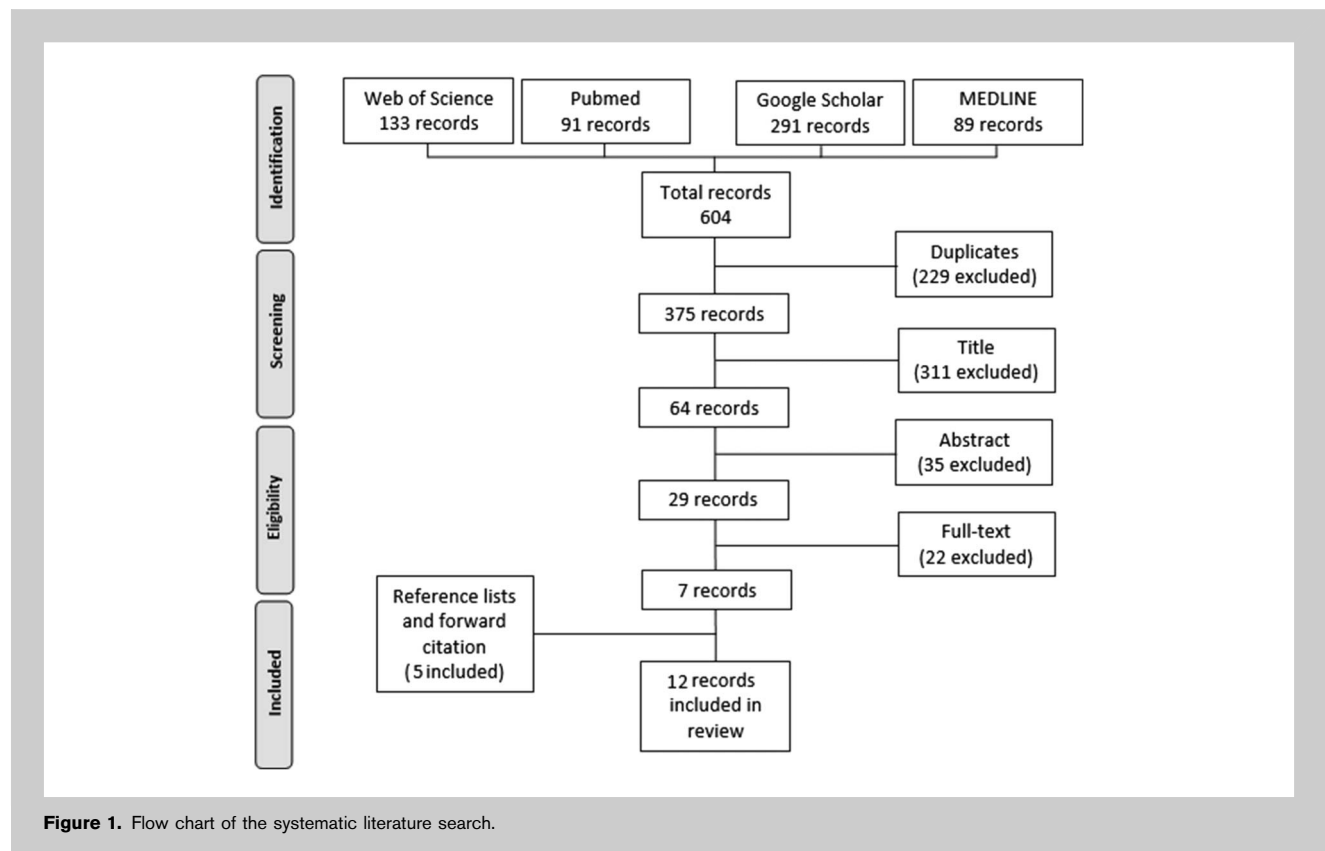 Identification
Web of Science
133 records
Pubmed
91 records
Google Scholar
291 records
MEDLINE
89 records
Total records
604
Duplicates
(229 excluded)
Screening
375 records
Title
(311 excluded)
64 records
Abstract
(35 excluded)
Eligibility
29 records
Full-text
(22 excluded)
7 records
Reference lists
and forward
citation
(5 included)
Included
12 records
included in
review
Figure 1. Flow chart of the systematic literature search.